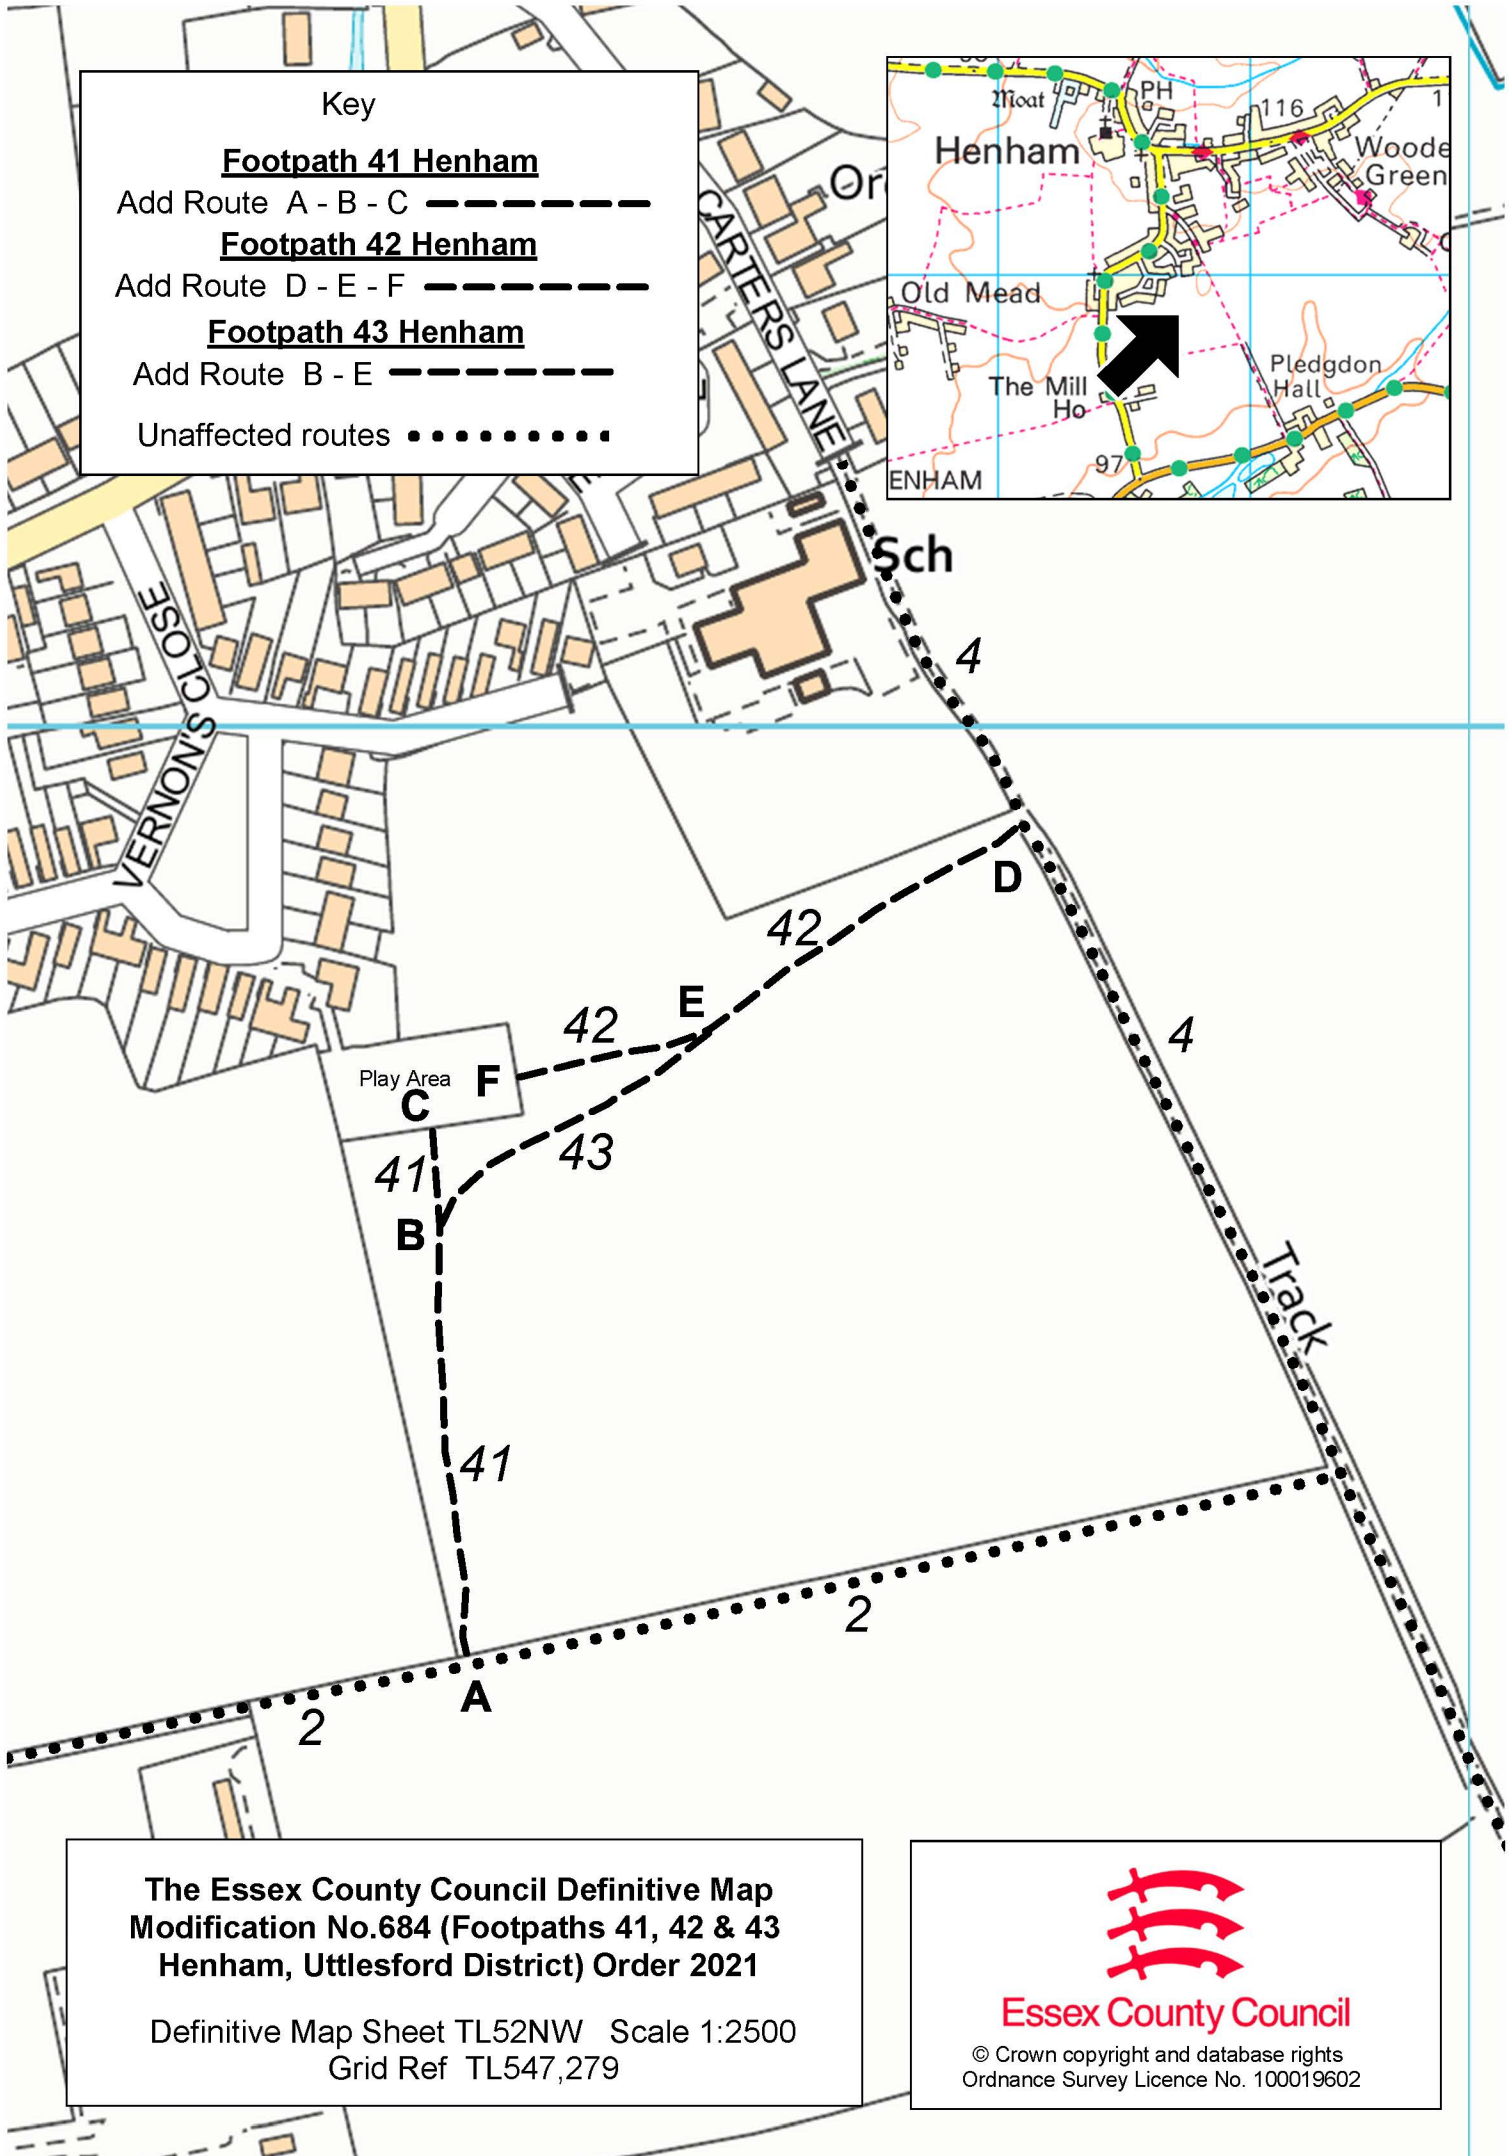 Key
Footpath 41 Henham
Add Route A - B - C
Footpath 42 Henham
Add Route D - E - F
Footpath 43 Henham
Add Route B - E
Unaffected routes
Moat
PH
116
1
Henham
Woode
Green
Old Mead
The Mill
Ho
Pledgdon
Hall
97
ENHAM
CARTERS LANE
Sch
4
VERNON'S CLOSE
D
42
E
42
4
Play Area
F
C
41
43
B
Track
41
2
A
2
The Essex County Council Definitive Map
Modification No.684 (Footpaths 41, 42 & 43
Henham, Uttlesford District) Order 2021
Definitive Map Sheet TL52NW Scale 1:2500
Grid Ref TL547,279
Essex County Council
© Crown copyright and database rights
Ordnance Survey Licence No. 100019602